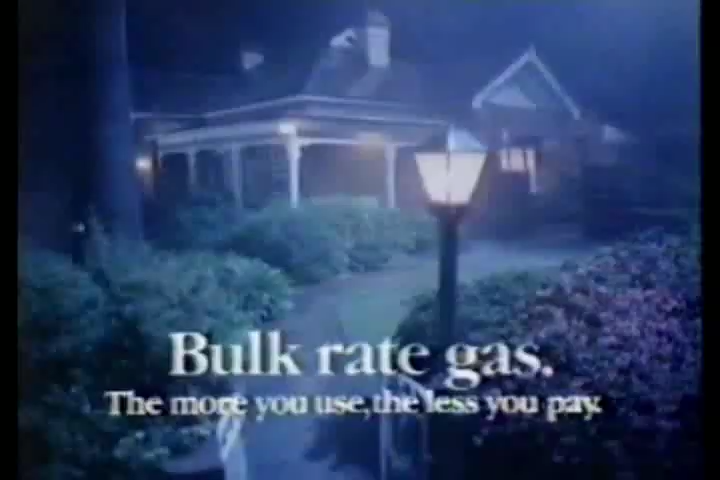 Bulk rate gas.
The more you use, the less you pay.